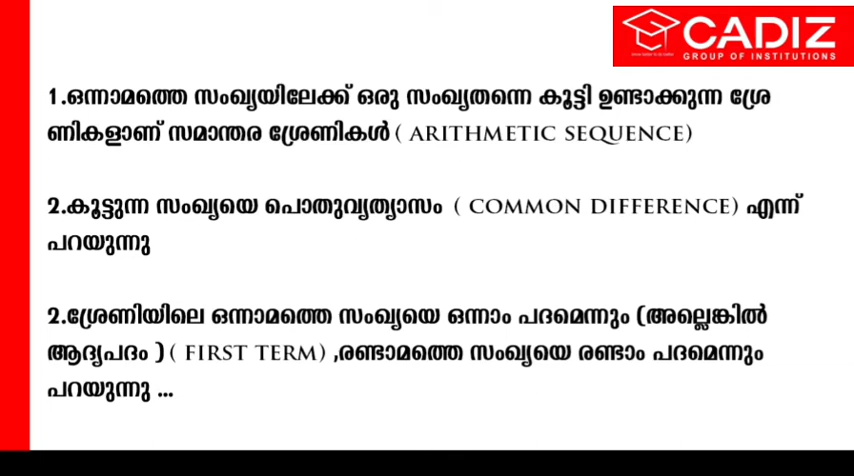 CADIZ
GROUP OF INSTITUTIONS
1.ഒന്നാമത്തെ സംഖ്യയിലേക്ക് ഒരു സംഖ്യതന്നെ കൂട്ടി ഉണ്ടാക്കുന്ന ശ്രേ
ണികളാണ് സമാന്തര ശ്രേണികൾ ( ARITHMETIC SEQUENCE)
2.കൂട്ടുന്ന സംഖ്യയെ പൊതുവ്യത്യാസം ( COMMON DIFFERENCE) എന്ന്
പറയുന്നു
2.ശ്രേണിയിലെ ഒന്നാമത്തെ സംഖ്യയെ ഒന്നാം പദമെന്നും (അല്ലെങ്കിൽ
ആദ്യപദം ) ( FIRST TERM) ,രണ്ടാമത്തെ സംഖ്യയെ രണ്ടാം പദമെന്നും
പറയുന്നു ...